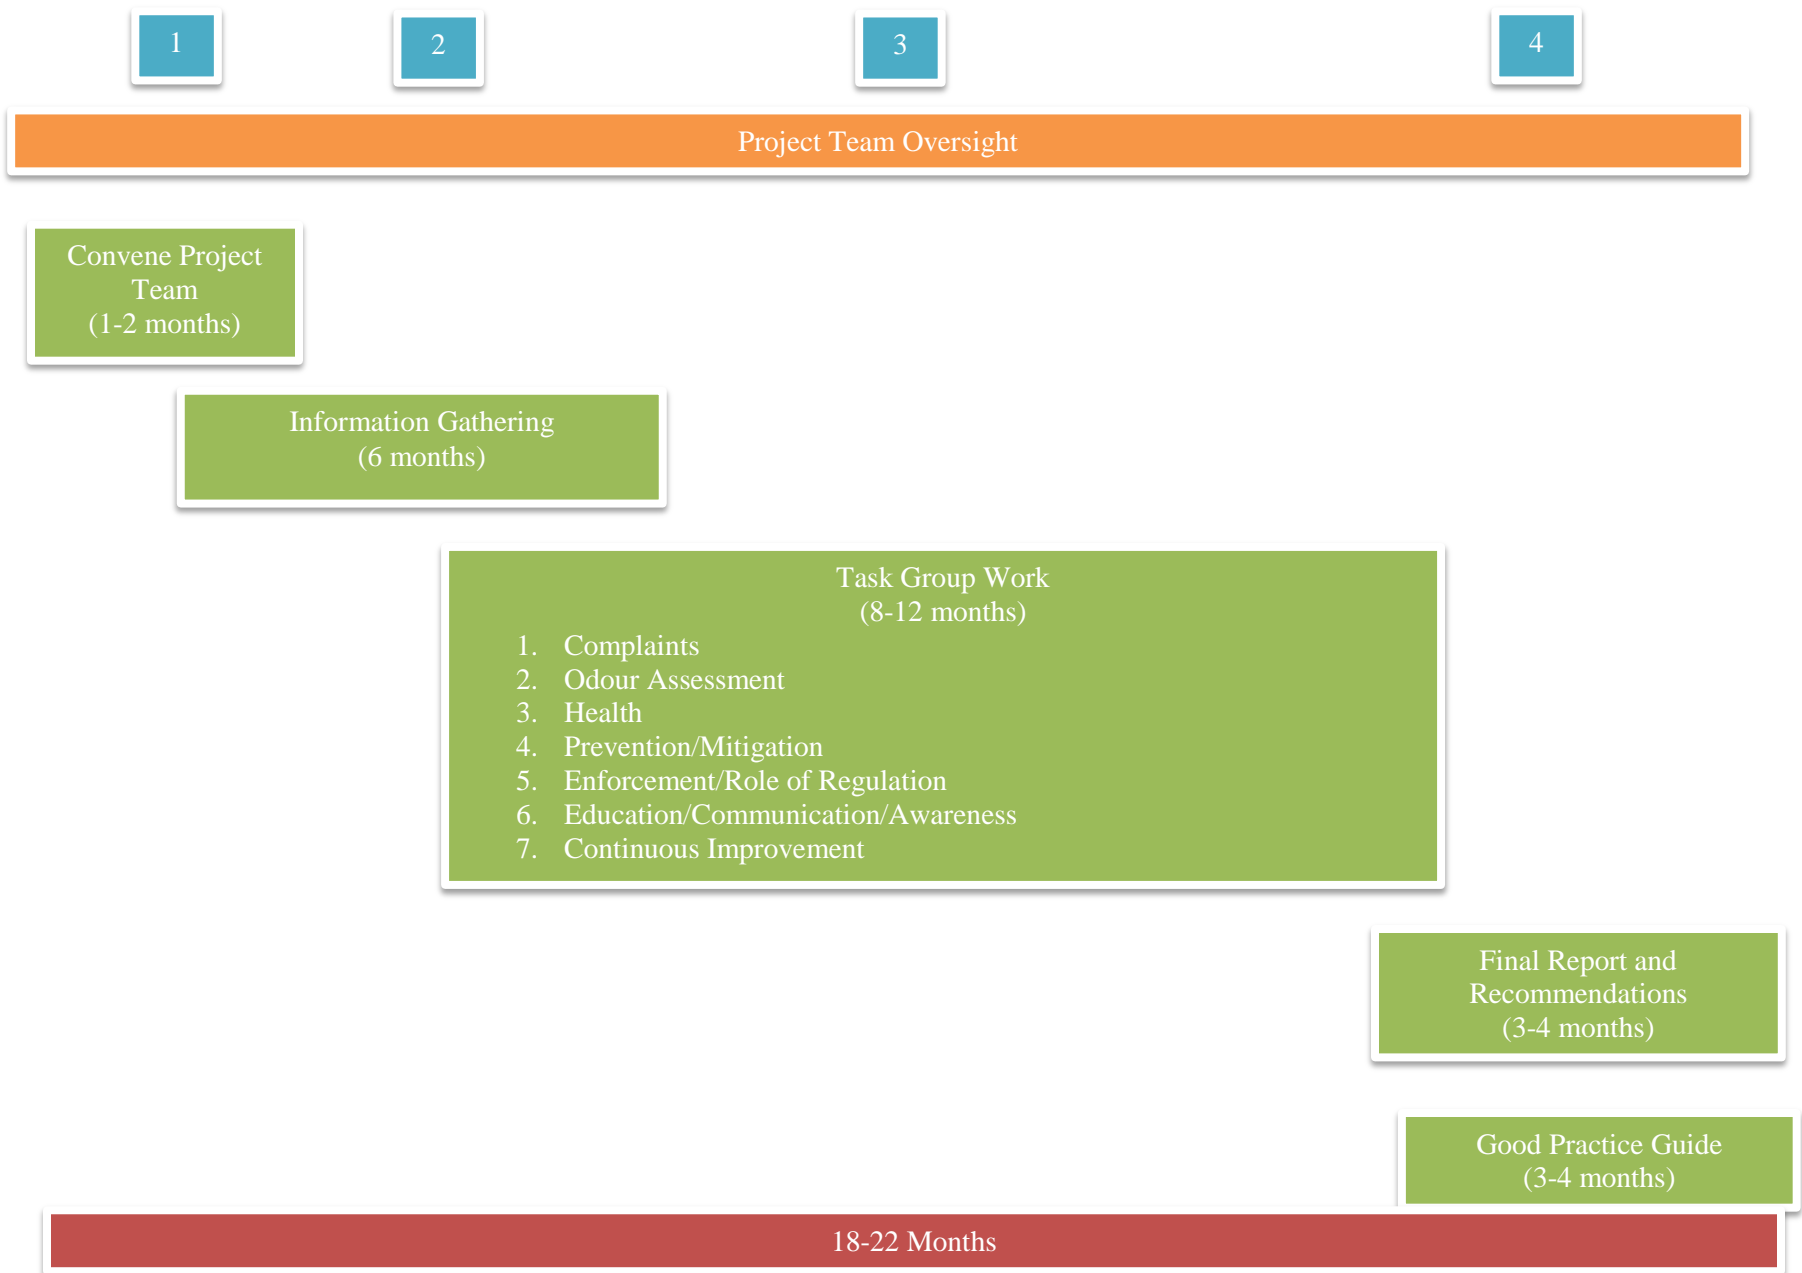 1
2
3
4
Project Team Oversight
Convene Project
Team
(1-2 months)
Information Gathering
(6 months)
Task Group Work
(8-12 months)
1. Complaints
2. Odour Assessment
3. Health
4. Prevention/Mitigation
5. Enforcement/Role of Regulation
6. Education/Communication/Awareness
7. Continuous Improvement
Final Report and
Recommendations
(3-4 months)
Good Practice Guide
(3-4 months)
18-22 Months